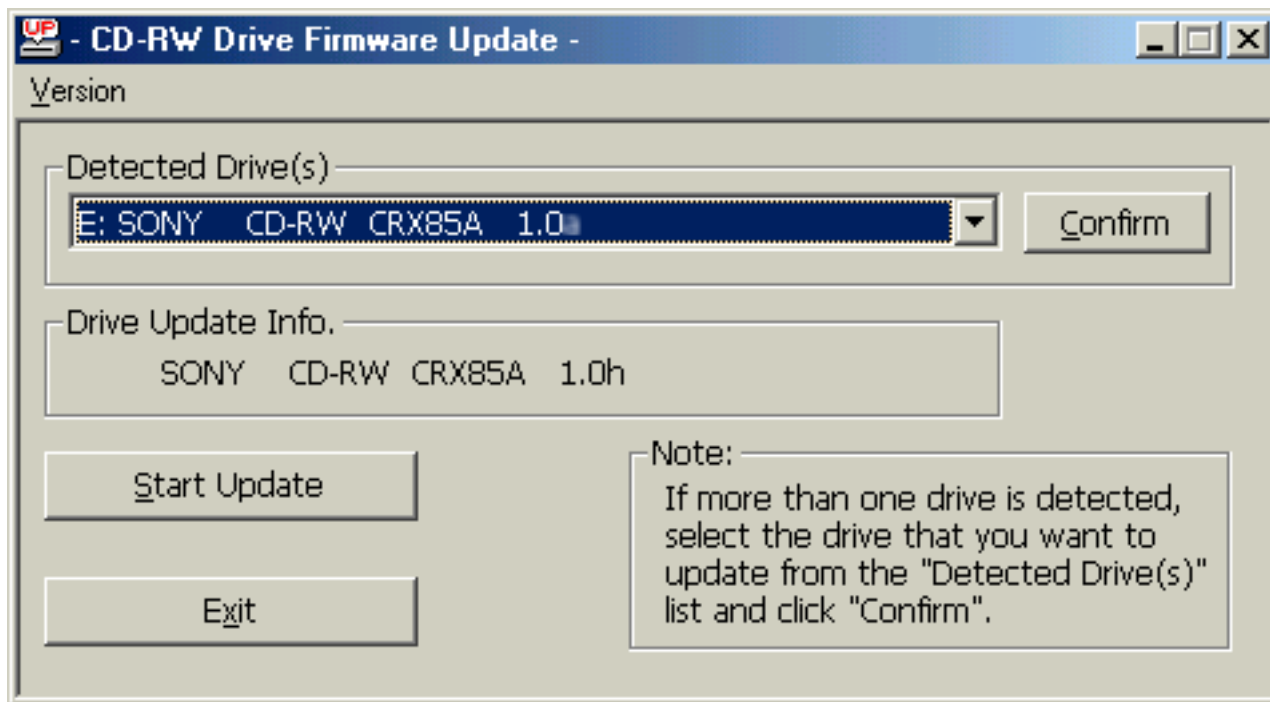 UP - CD-RW Drive Firmware Update -
Version
Detected Drive(s)
E: SONY CD-RW CRX85A
Confirm
Drive Update Info.
SONY CD-RW CRX85A 1.0h
Start Update
Note:
If more than one drive is detected,
select the drive that you want to
update from the "Detected Drive(s)"
list and click "Confirm".
Exit